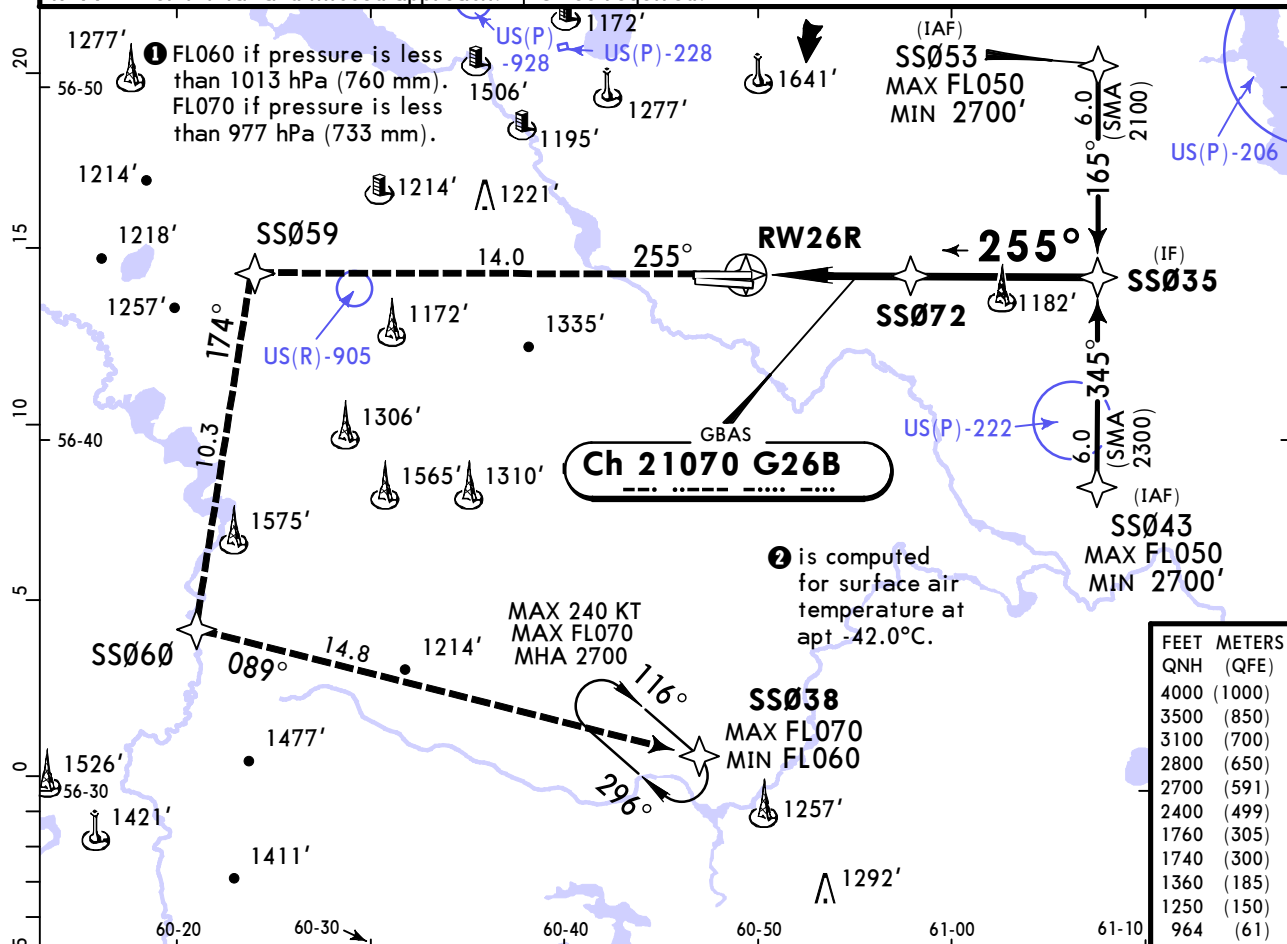 1277'
❶ FL060 if pressure is less
than 1013 hPa (760 mm).
FL070 if pressure is less
than 977 hPa (733 mm).
1172'
US(P)
-928
US(P)-228
1506'
1277'
1195'
1641'
(IAF)
SSØ53
MAX FL050
MIN 2700'
6.0
(SMA
2100)
165°
US(P)-206
20
56-50
1214'
1214'
1221'
1218'
15
SSØ59
14.0
255°
RW26R
← 255°
(IF)
SSØ35
SSØ72
1182'
1257'
174°
US(R)-905
1172'
1335'
345°
10
56-40
10.3
1306'
GBAS
Ch 21070 G26B
US(P)-222
6.0
(SMA
2300)
1565'
1310'
(IAF)
SSØ43
MAX FL050
MIN 2700'
1575'
❷ is computed
for surface air
temperature at
apt -42.0°C.
5
SSØ60
089°
14.8
1214'
MAX 240 KT
MAX FL070
MHA 2700
116°
296°
SSØ38
MAX FL070
MIN FL060
1477'
0
1526'
56-30
1421'
1411'
1257'
1292'
FEET METERS
QNH (QFE)
4000 (1000)
3500 (850)
3100 (700)
2800 (650)
2700 (591)
2400 (499)
1760 (305)
1740 (300)
1360 (185)
1250 (150)
964 (61)
60-20
60-30
60-40
60-50
61-00
61-10